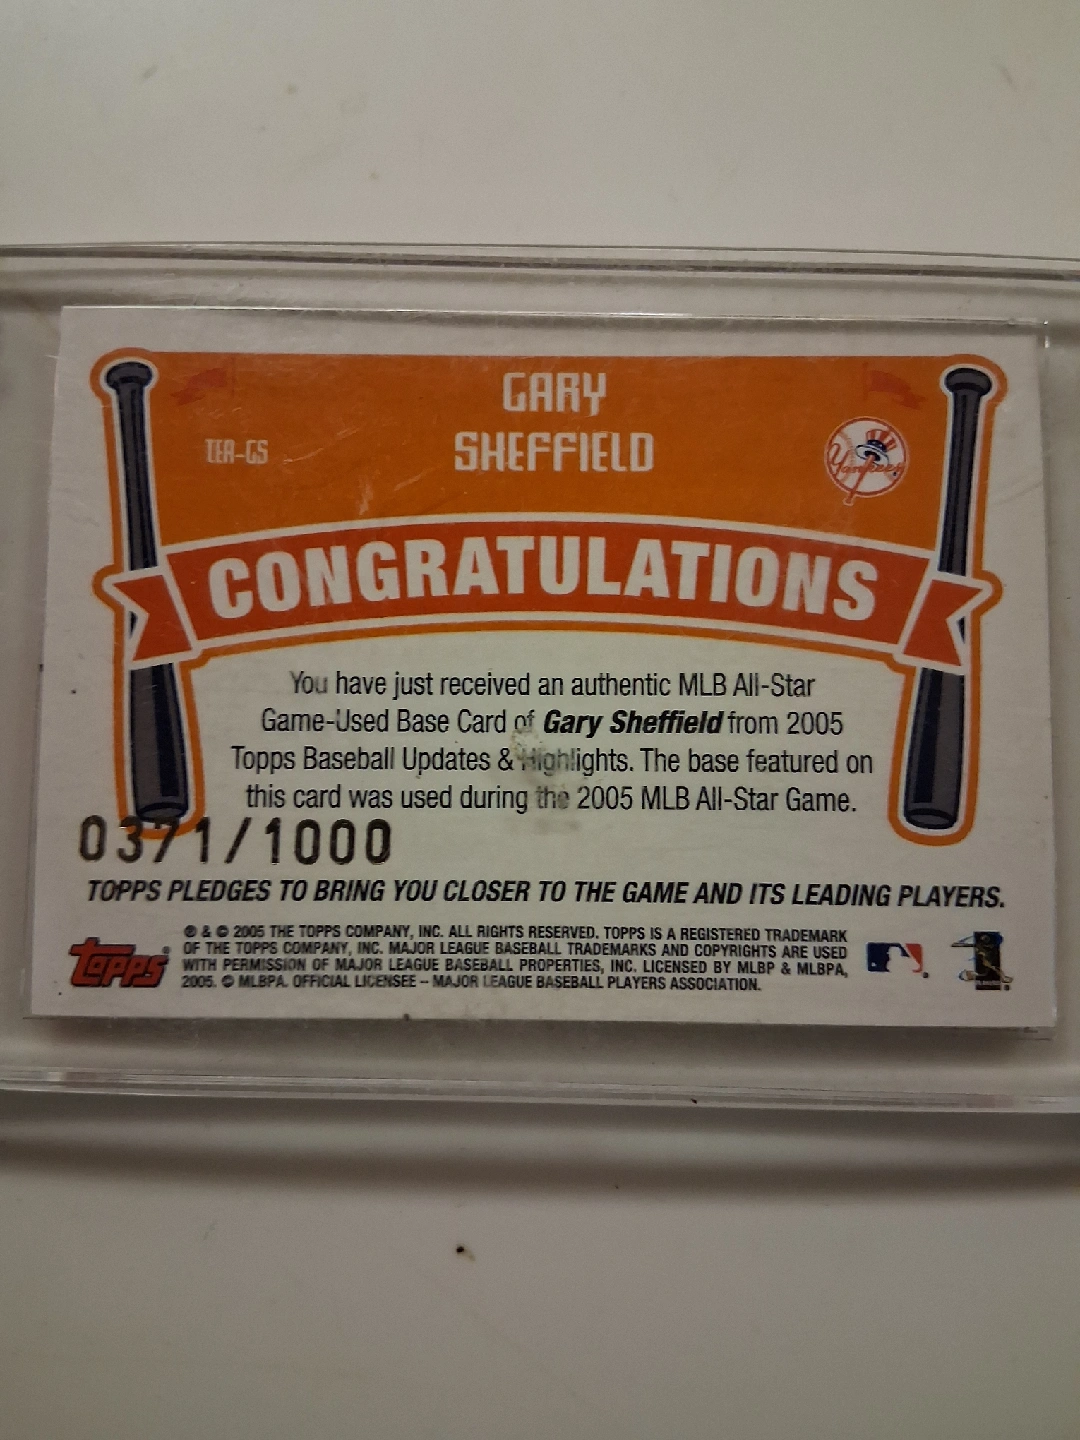 GARY
SHEFFIELD
TEA-GS
Yankees
CONGRATULATIONS
You have just received an authentic MLB All-Star
Game-Used Base Card of Gary Sheffield from 2005
Topps Baseball Updates & Highlights. The base featured on
this card was used during the 2005 MLB All-Star Game.
0371/1000
TOPPS PLEDGES TO BRING YOU CLOSER TO THE GAME AND ITS LEADING PLAYERS.
Topps®
® & © 2005 THE TOPPS COMPANY, INC. ALL RIGHTS RESERVED. TOPPS IS A REGISTERED TRADEMARK
OF THE TOPPS COMPANY, INC. MAJOR LEAGUE BASEBALL TRADEMARKS AND COPYRIGHTS ARE USED
WITH PERMISSION OF MAJOR LEAGUE BASEBALL PROPERTIES, INC. LICENSED BY MLBP & MLBPA,
2005. © MLBPA. OFFICIAL LICENSEE – MAJOR LEAGUE BASEBALL PLAYERS ASSOCIATION.